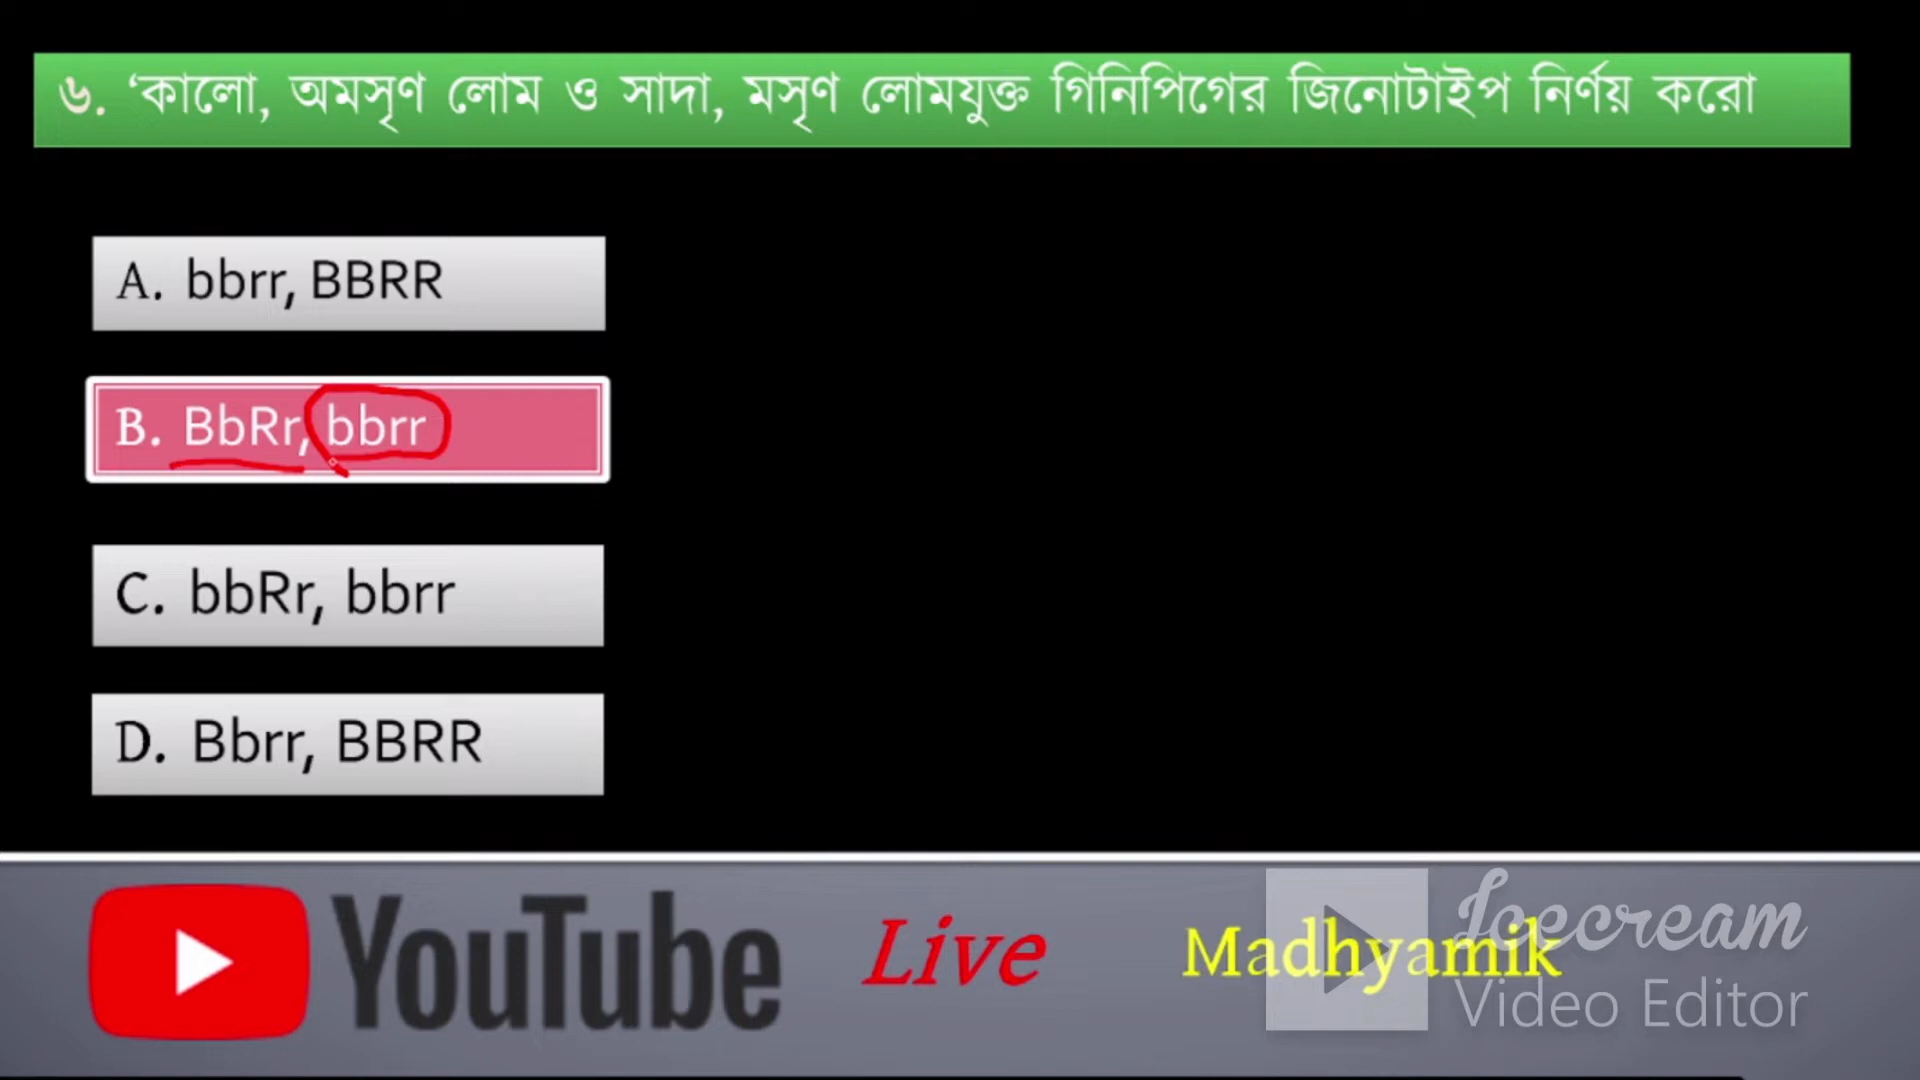 ৬. ‘কালো, অমসৃণ লোম ও সাদা, মসৃণ লোমযুক্ত গিনিপিগের জিনোটাইপ নির্ণয় করো
A. bbrr, BBRR
B. BbRr, bbrr
C. bbRr, bbrr
D. Bbrr, BBRR
YouTube Live Madhyamik
Icecream
Video Editor